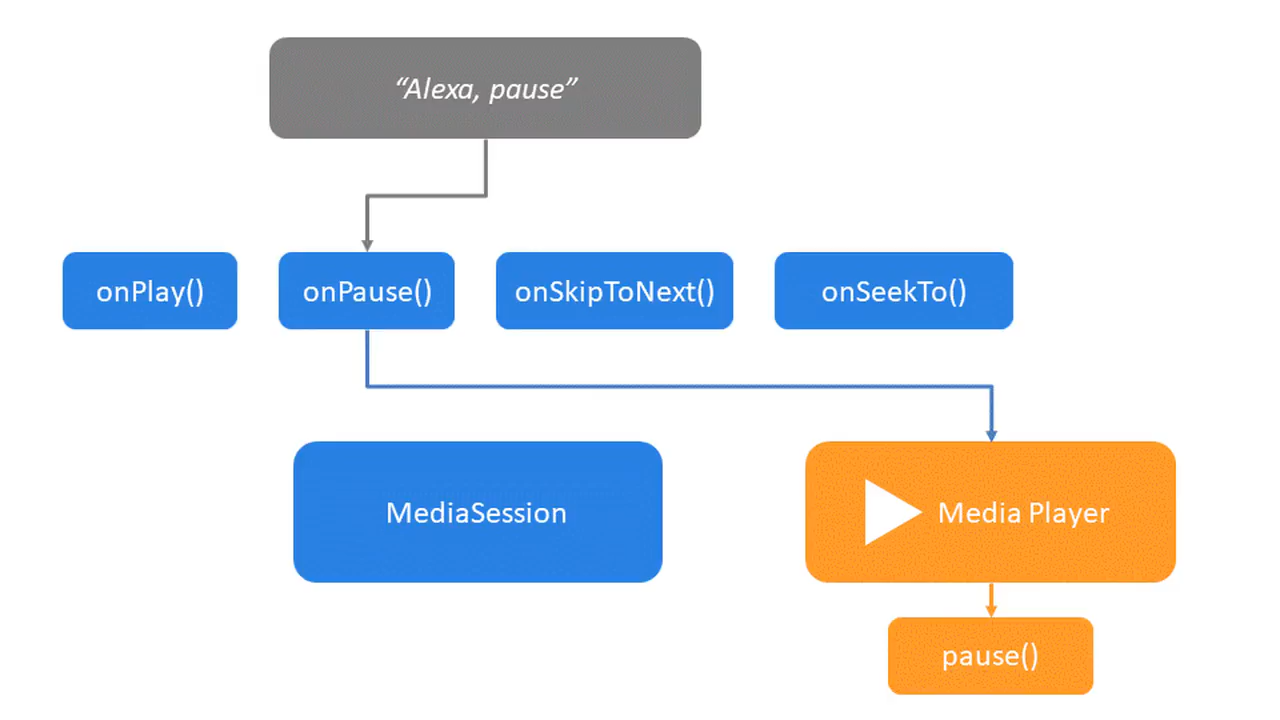 “Alexa, pause”
onPlay()
onPause()
onSkipToNext()
onSeekTo()
MediaSession
Media Player
pause()